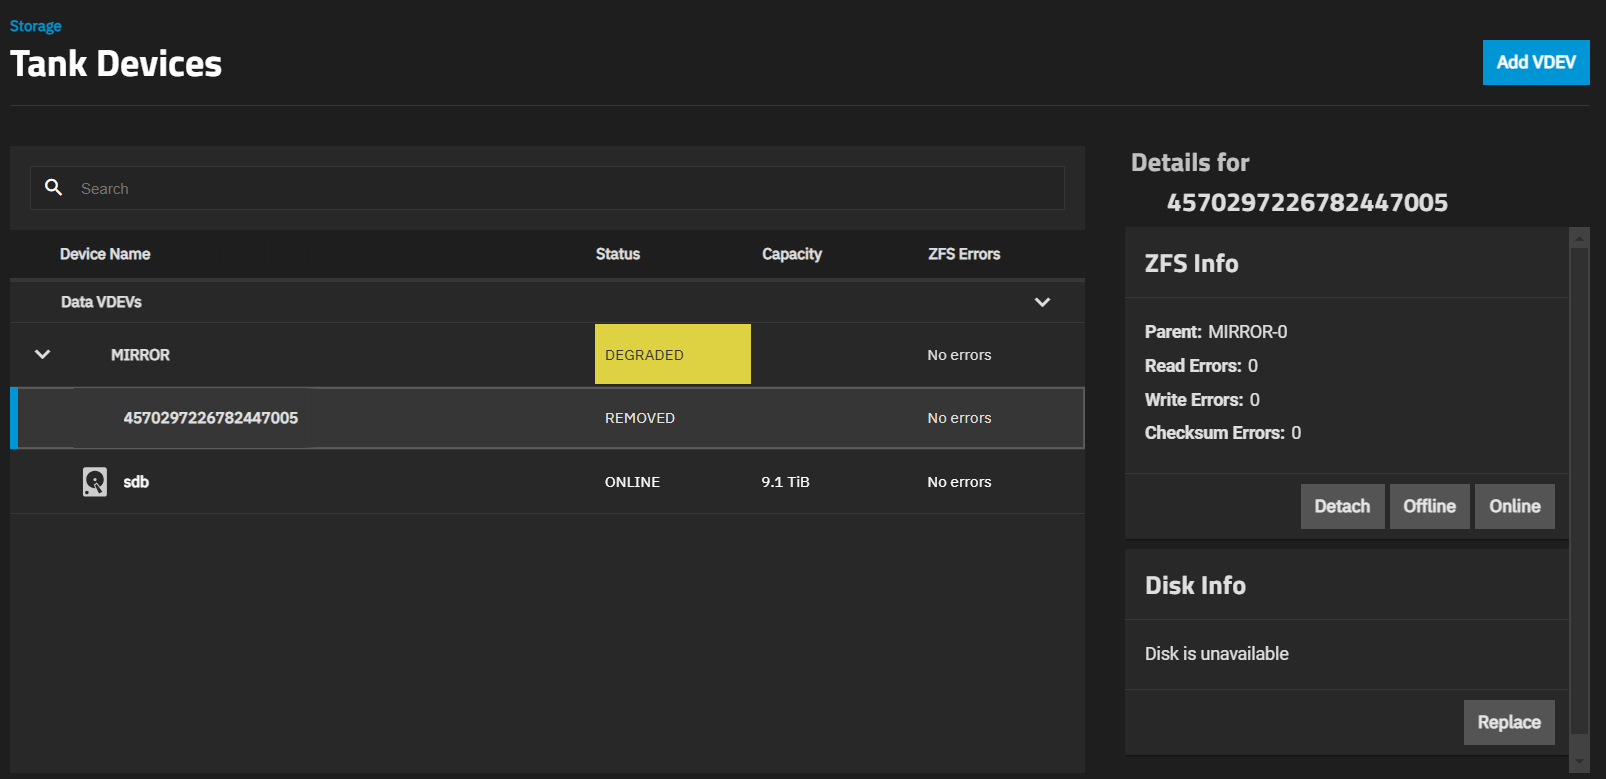 Storage
Tank Devices
Add VDEV
Search
Device Name Status Capacity ZFS Errors
Data VDEVs
MIRROR DEGRADED No errors
4570297226782447005 REMOVED No errors
sdb ONLINE 9.1 TiB No errors
Details for
4570297226782447005
ZFS Info
Parent: MIRROR-0
Read Errors: 0
Write Errors: 0
Checksum Errors: 0
Detach Offline Online
Disk Info
Disk is unavailable
Replace